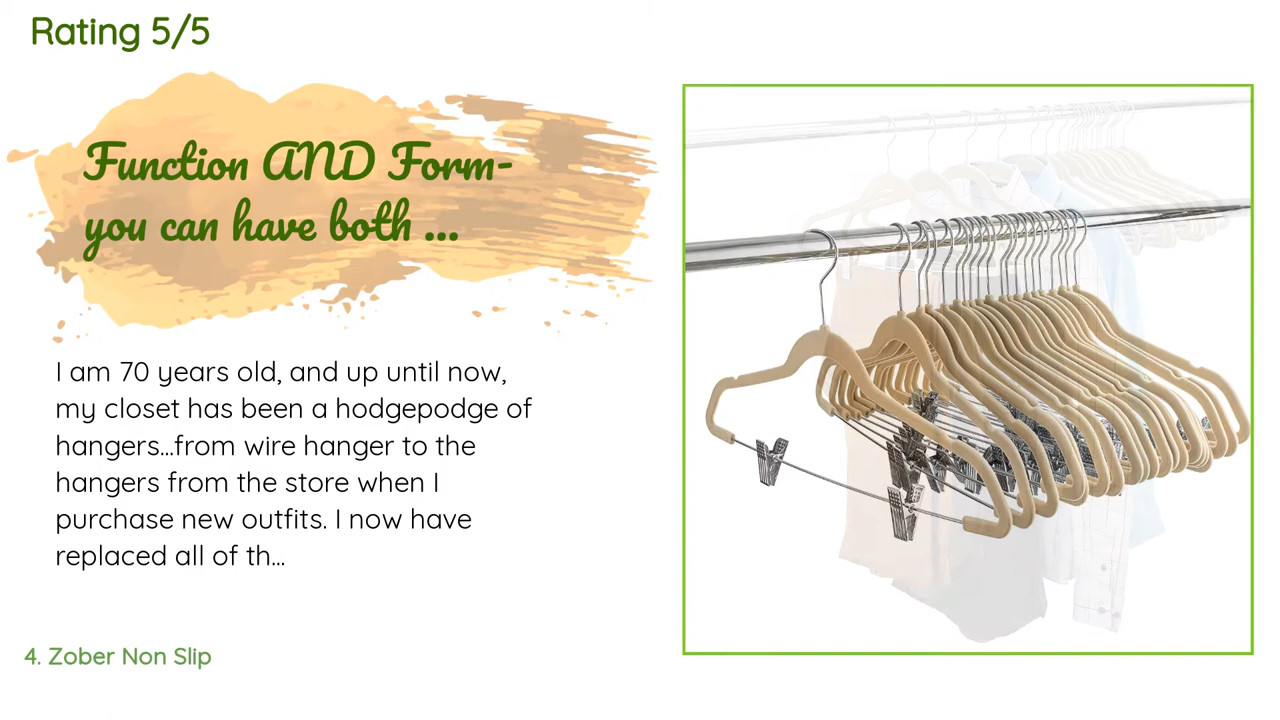 Rating 5/5
Function AND Form-
you can have both ...
I am 70 years old, and up until now,
my closet has been a hodgepodge of
hangers...from wire hanger to the
hangers from the store when I
purchase new outfits. I now have
replaced all of th...
4. Zober Non Slip